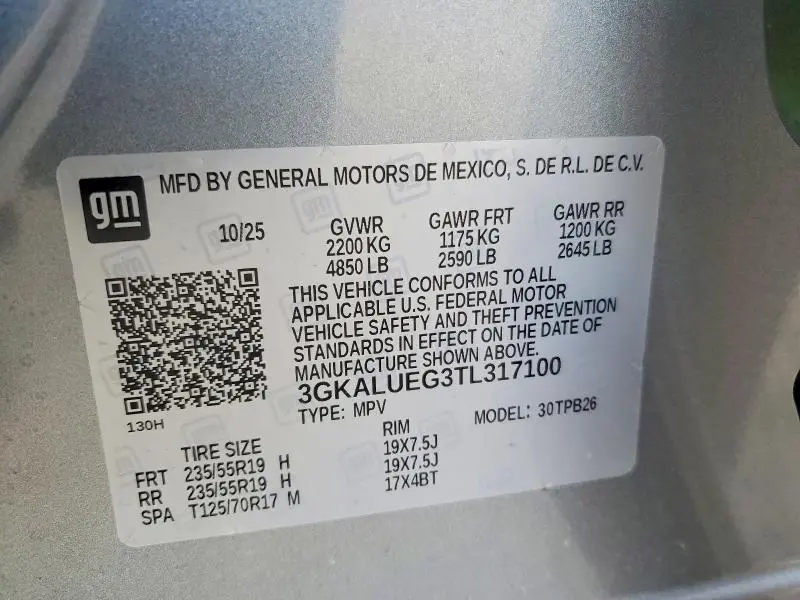 gm
MFD BY GENERAL MOTORS DE MEXICO, S. DE R.L. DE C.V.
10/25 GVWR GAWR FRT GAWR RR
2200 KG 1175 KG 1200 KG
4850 LB 2590 LB 2645 LB
THIS VEHICLE CONFORMS TO ALL
APPLICABLE U.S. FEDERAL MOTOR
VEHICLE SAFETY AND THEFT PREVENTION
STANDARDS IN EFFECT ON THE DATE OF
MANUFACTURE SHOWN ABOVE.
3GKALUEG3TL317100
130H
TYPE: MPV MODEL: 30TPB26
TIRE SIZE RIM
FRT 235/55R19 H 19X7.5J
RR 235/55R19 H 19X7.5J
SPA T125/70R17 M 17X4BT